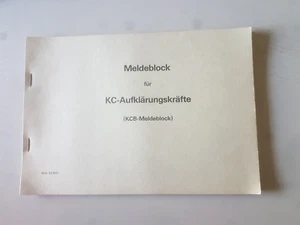 Meldeblock
für
KC-Aufklärungskräfte
(KCB-Meldeblock)